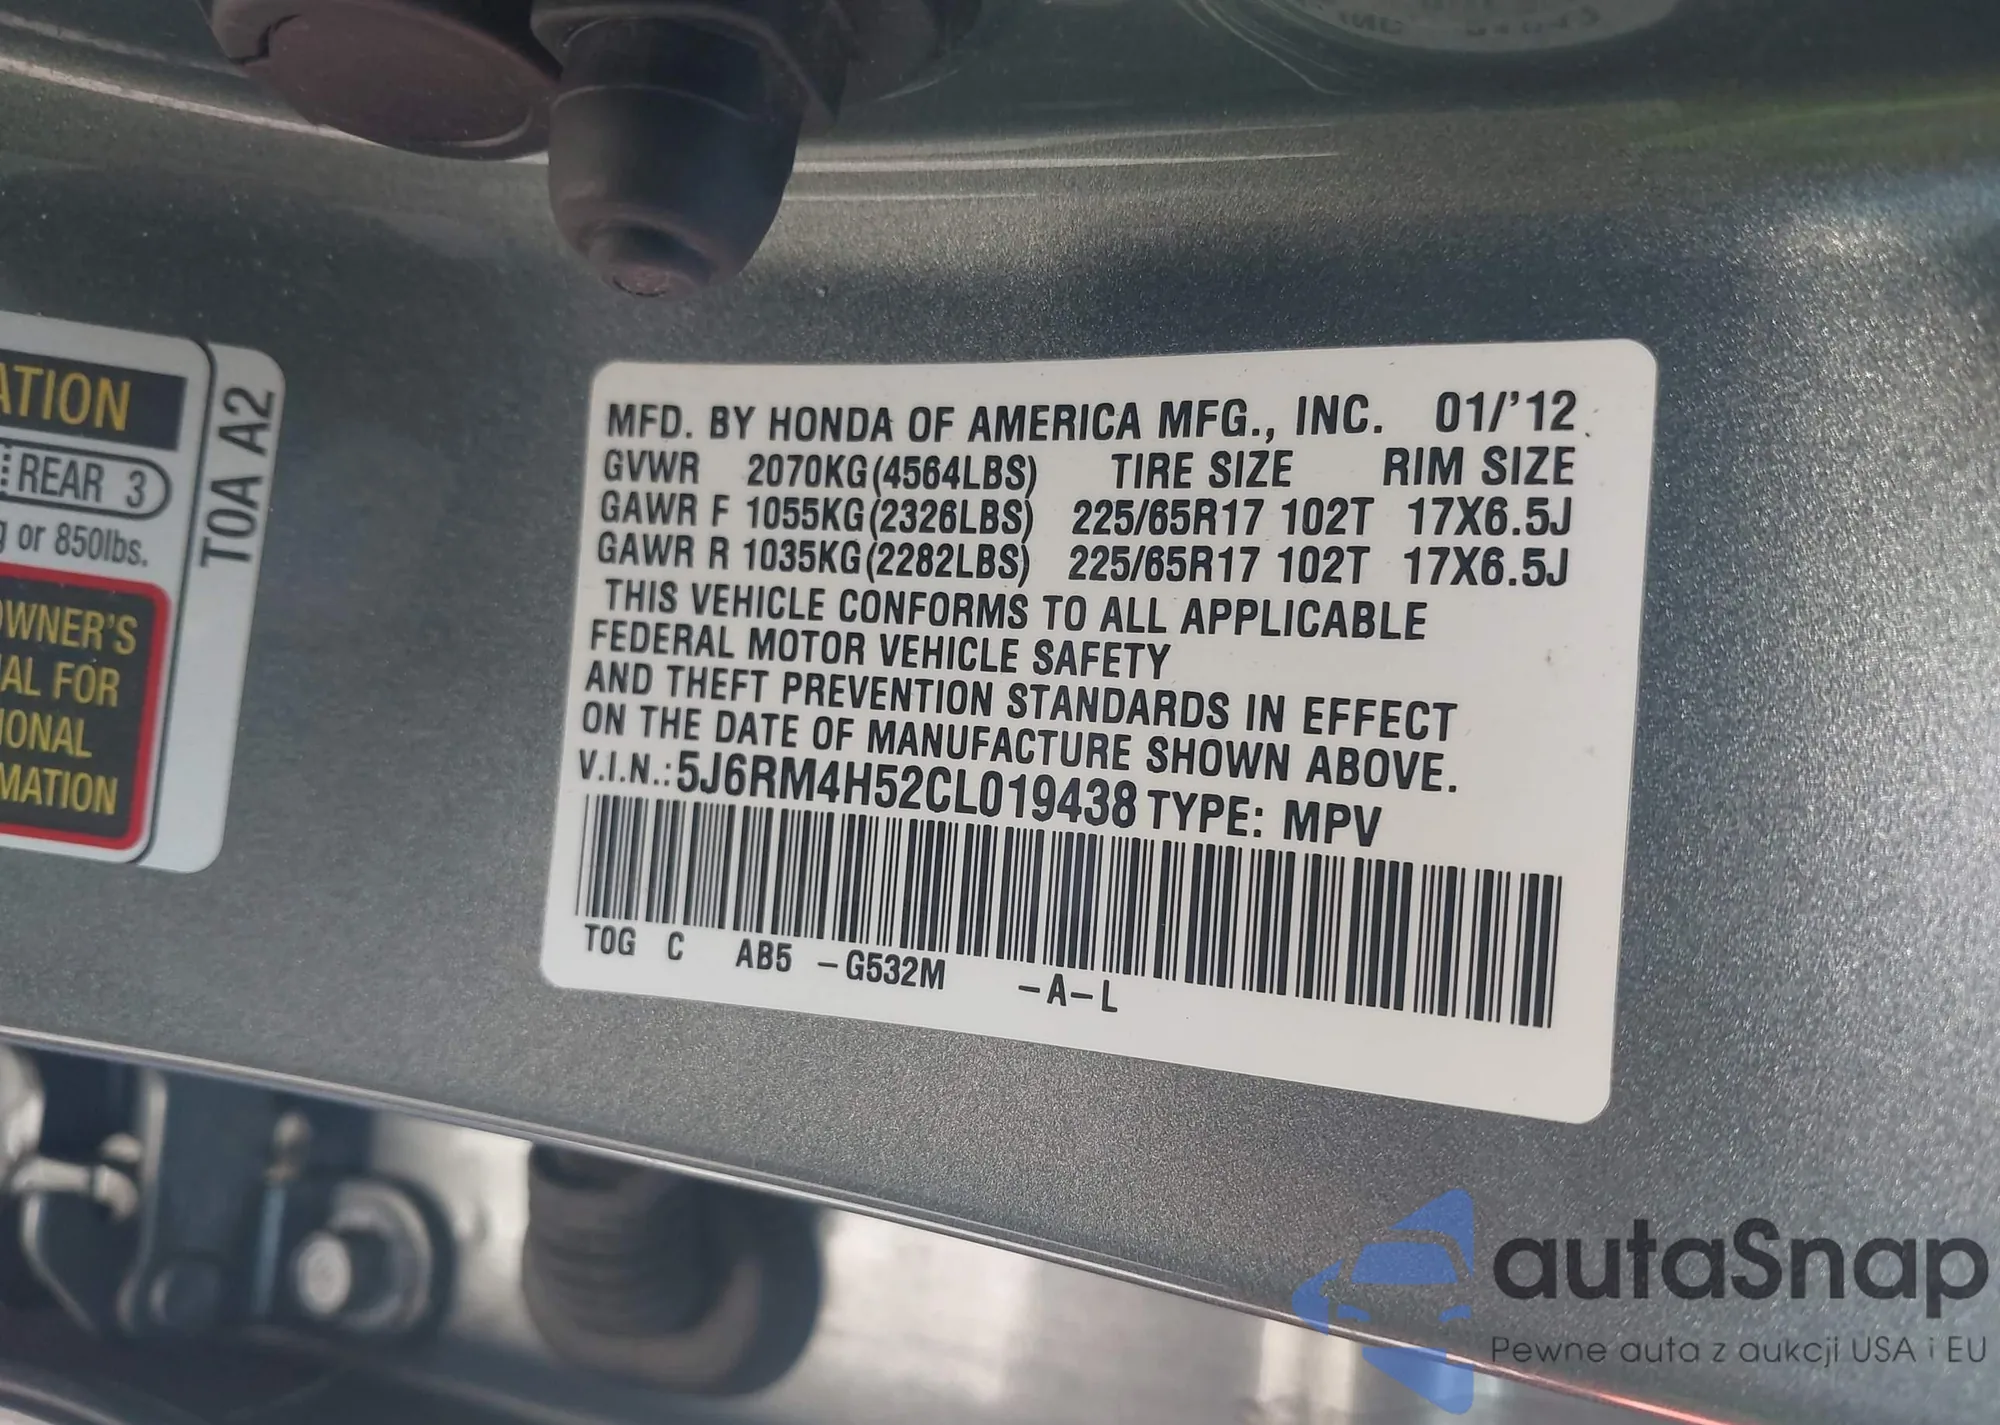 ATION
REAR 3
g or 850lbs.
OWNER'S
AL FOR
IONAL
MATION
T0A A2
MFD. BY HONDA OF AMERICA MFG., INC. 01/'12
GVWR 2070KG(4564LBS) TIRE SIZE RIM SIZE
GAWR F 1055KG(2326LBS) 225/65R17 102T 17X6.5J
GAWR R 1035KG(2282LBS) 225/65R17 102T 17X6.5J
THIS VEHICLE CONFORMS TO ALL APPLICABLE
FEDERAL MOTOR VEHICLE SAFETY
AND THEFT PREVENTION STANDARDS IN EFFECT
ON THE DATE OF MANUFACTURE SHOWN ABOVE.
V.I.N.:5J6RM4H52CL019438 TYPE: MPV
T0G C AB5 -G532M -A-L
autaSnap
Pewne auta z aukcji USA i EU